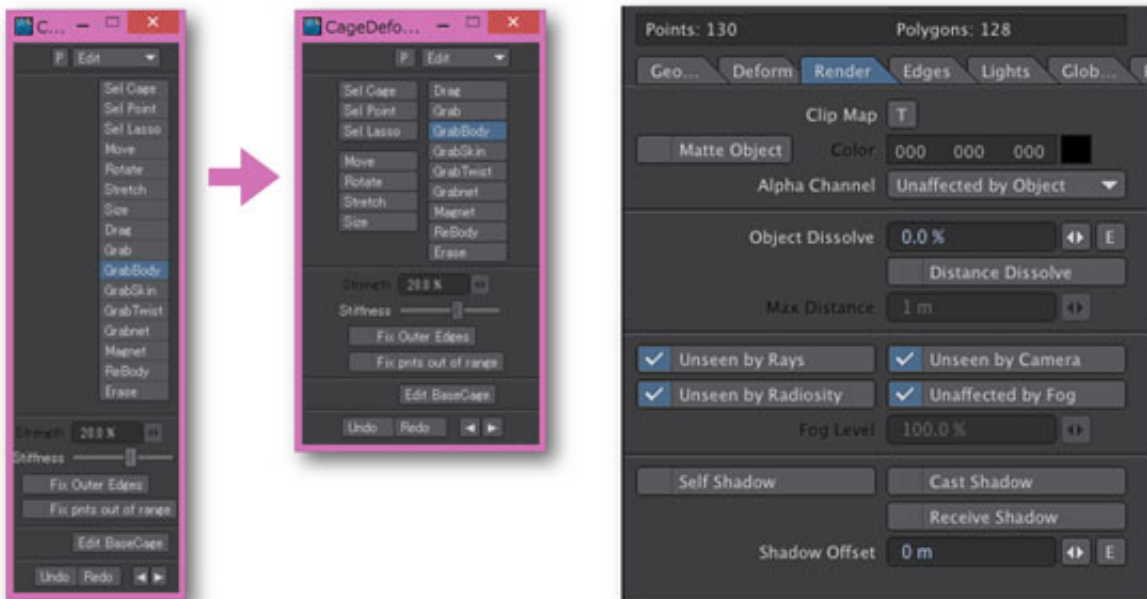 C...
P Edit
Sel Cage
Sel Point
Sel Lasso
Move
Rotate
Stretch
Size
Drag
Grab
GrabBody
GrabSkin
GrabTwist
Grabnet
Magnet
ReBody
Erase
Strength 20.0 %
Stiffness
Fix Outer Edges
Fix pnts out of range
Edit BaseCage
Undo Redo
CageDefo...
P Edit
Sel Cage
Sel Point
Sel Lasso
Move
Rotate
Stretch
Size
Drag
Grab
GrabBody
GrabSkin
GrabTwist
Grabnet
Magnet
ReBody
Erase
Strength 20.0 %
Stiffness
Fix Outer Edges
Fix pnts out of range
Edit BaseCage
Undo Redo
Points: 130 Polygons: 128
Geo... Deform Render Edges Lights Glob...
Clip Map T
Matte Object Color 000 000 000
Alpha Channel Unaffected by Object
Object Dissolve 0.0 % E
Distance Dissolve
Max Distance 1 m
Unseen by Rays Unseen by Camera
Unseen by Radiosity Unaffected by Fog
Fog Level 100.0 %
Self Shadow Cast Shadow
Receive Shadow
Shadow Offset 0 m E